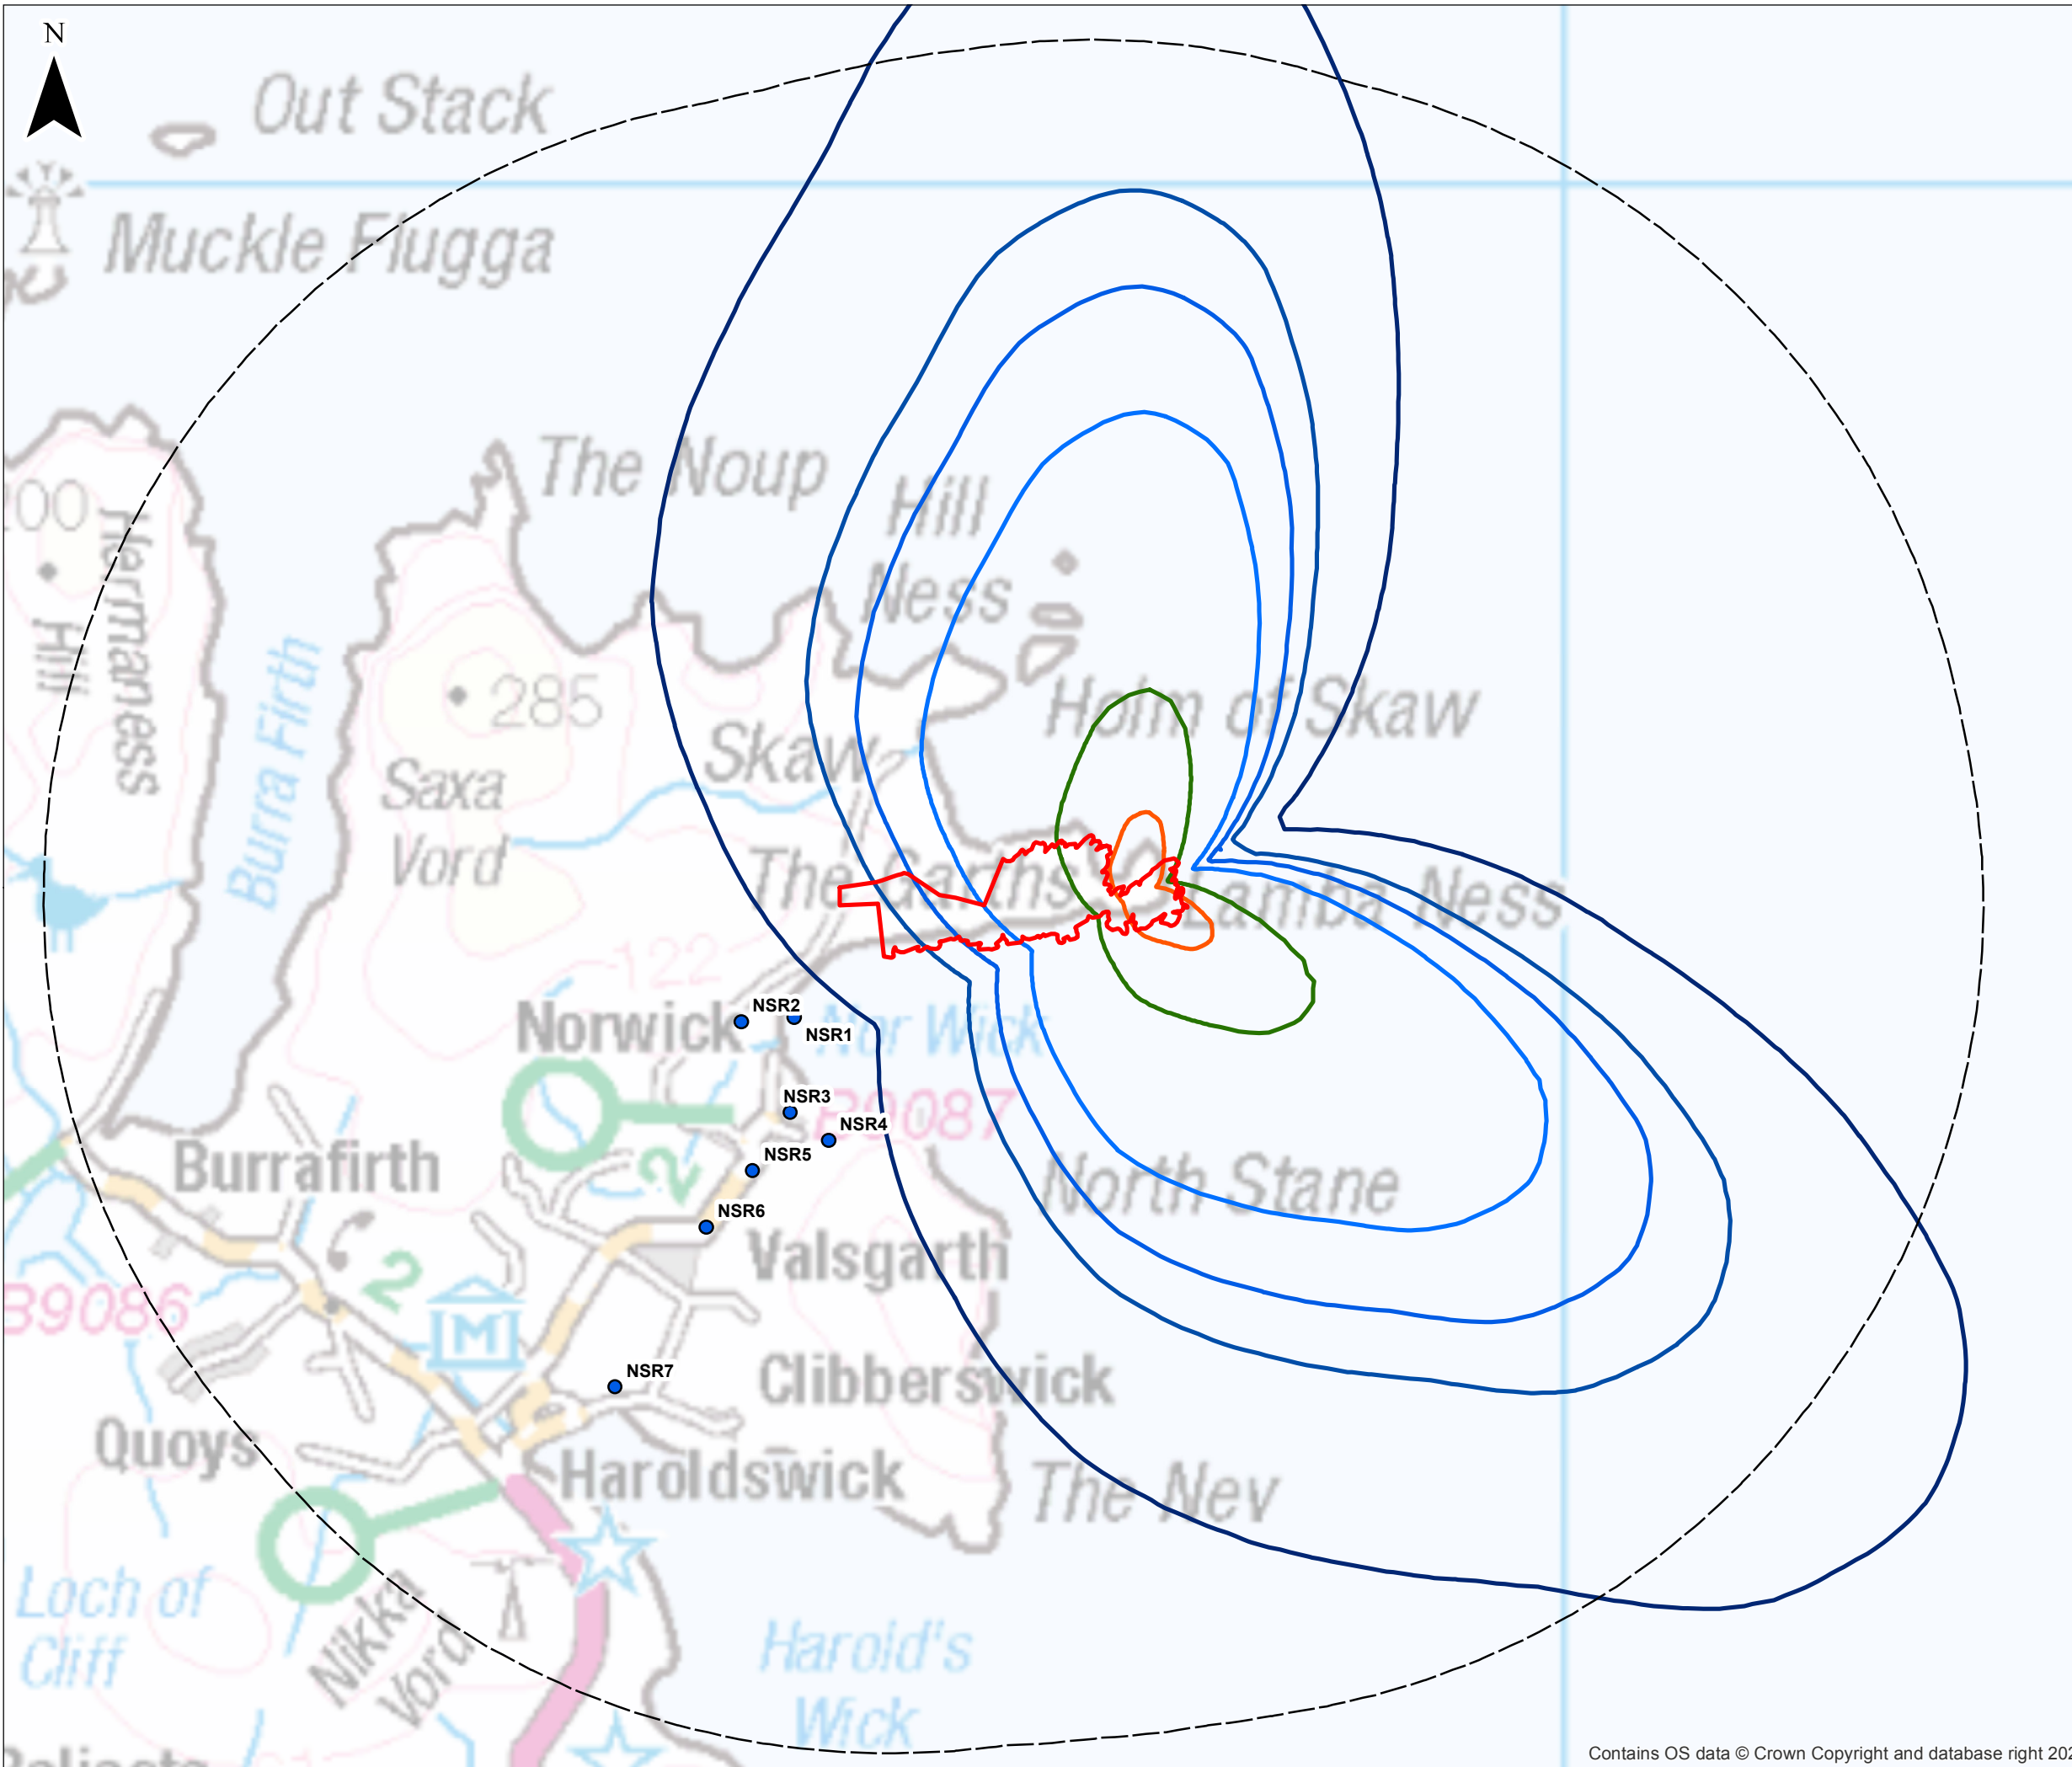 N
Out Stack
Muckle Flugga
The Noup
Hill
Ness
Hermaness
Hill
285
Burra Firth
Saxa
Vord
Skaw
Holm of Skaw
The Garths
Lamba Ness
122
Norwick
NSR2
NSR1
Nor Wick
NSR3
B9087
NSR4
NSR5
2
NSR6
Burrafirth
North Stane
Valsgarth
2
B9086
M
NSR7
Clibberswick
Quoys
Haroldswick
The Nev
Loch of
Cliff
Nikka
Vord
Harold's
Wick
Contains OS data © Crown Copyright and database right